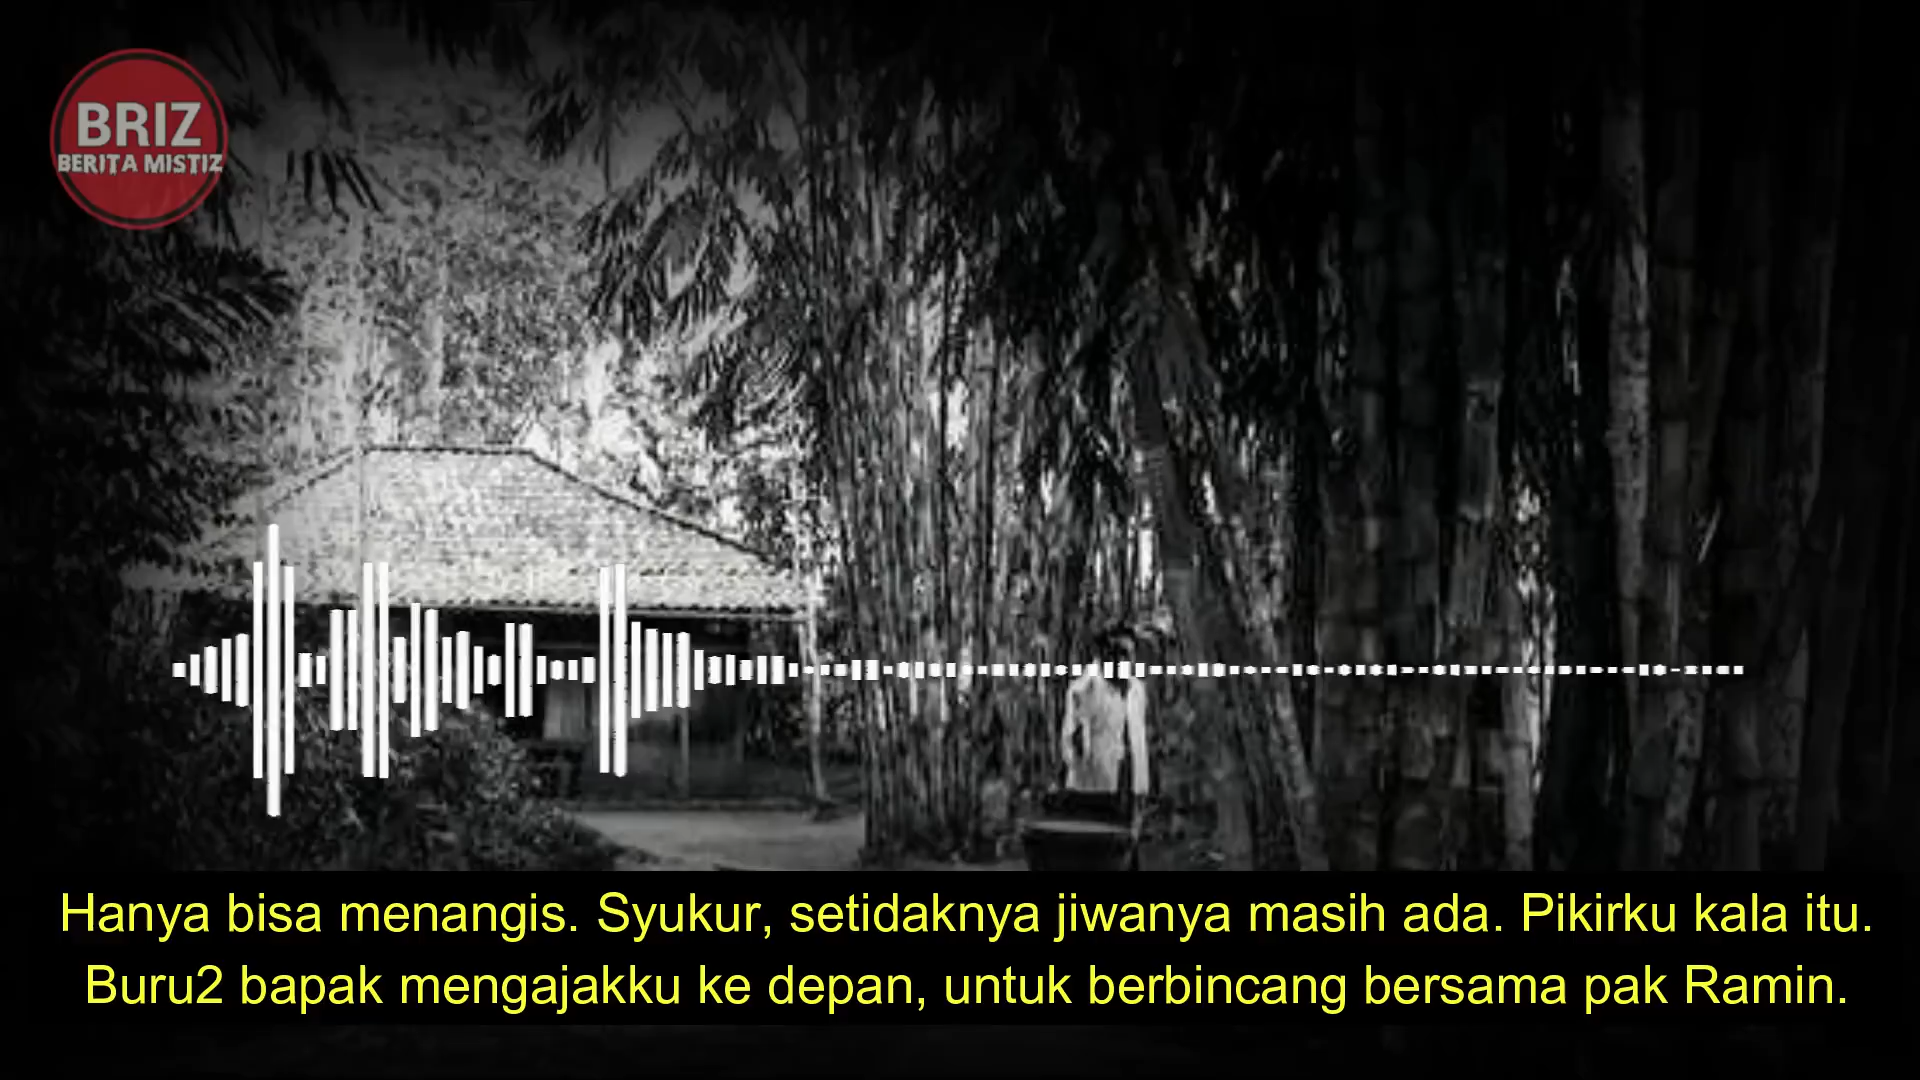 BRIZ
BERITA MISTIZ
Hanya bisa menangis. Syukur, setidaknya jiwanya masih ada. Pikirku kala itu.
Buru2 bapak mengajakku ke depan, untuk berbincang bersama pak Ramin.